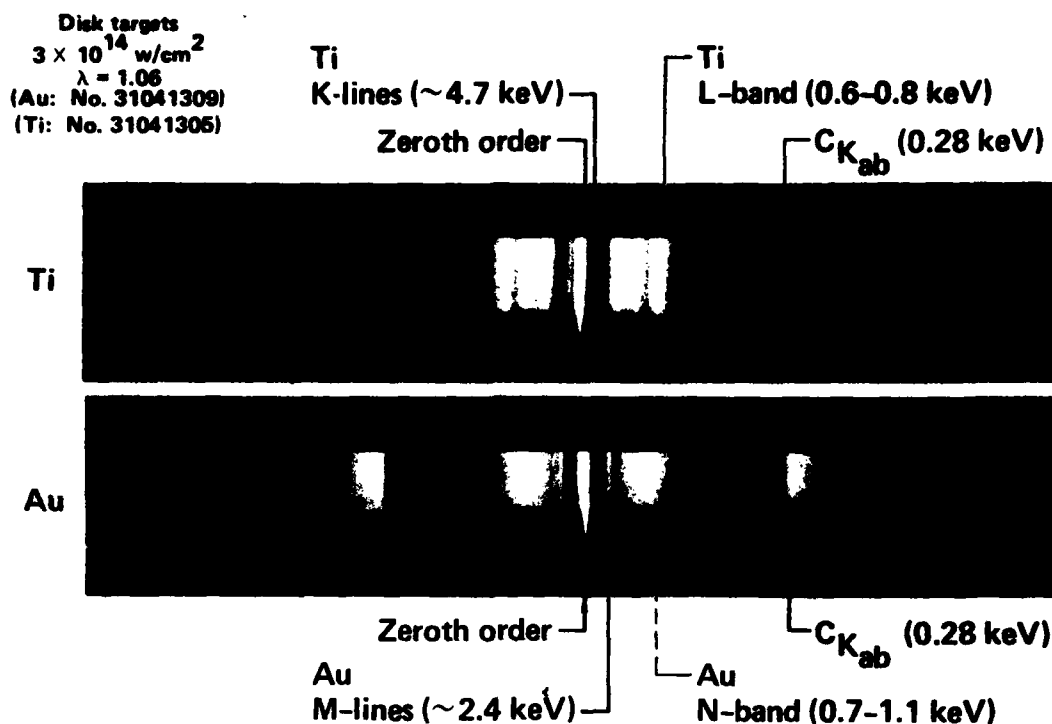 Disk targets
3 × 10^14 w/cm^2
λ = 1.06
(Au: No. 31041309)
(Ti: No. 31041305)
Ti
K-lines (~4.7 keV)
Ti
L-band (0.6-0.8 keV)
Zeroth order
C_K_ab (0.28 keV)
Ti
Au
Zeroth order
C_K_ab (0.28 keV)
Au
M-lines (~2.4 keV)
Au
N-band (0.7-1.1 keV)